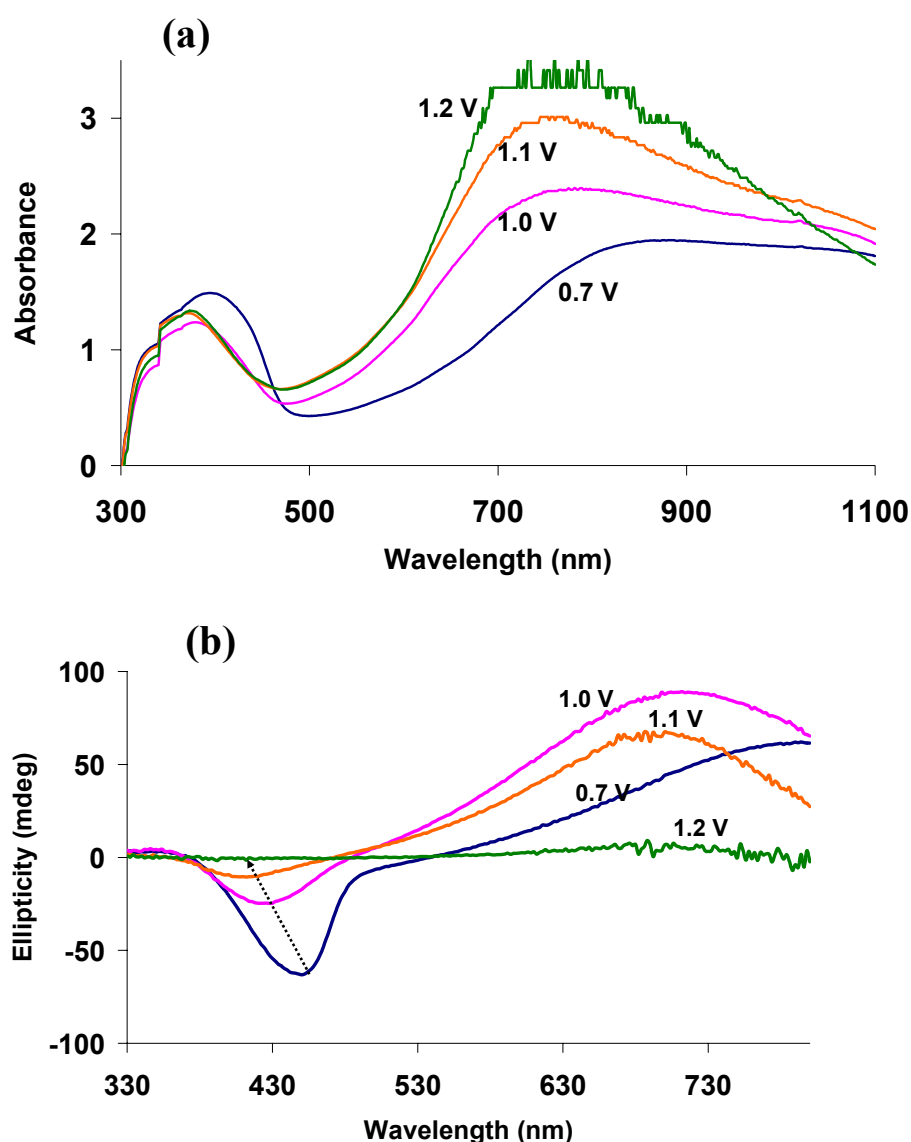 (a)
3
2
1
0
Absorbance
1.2 V
1.1 V
1.0 V
0.7 V
300 500 700 900 1100
Wavelength (nm)
(b)
100
50
0
-50
-100
Ellipticity (mdeg)
1.0 V
1.1 V
0.7 V
1.2 V
330 430 530 630 730
Wavelength (nm)